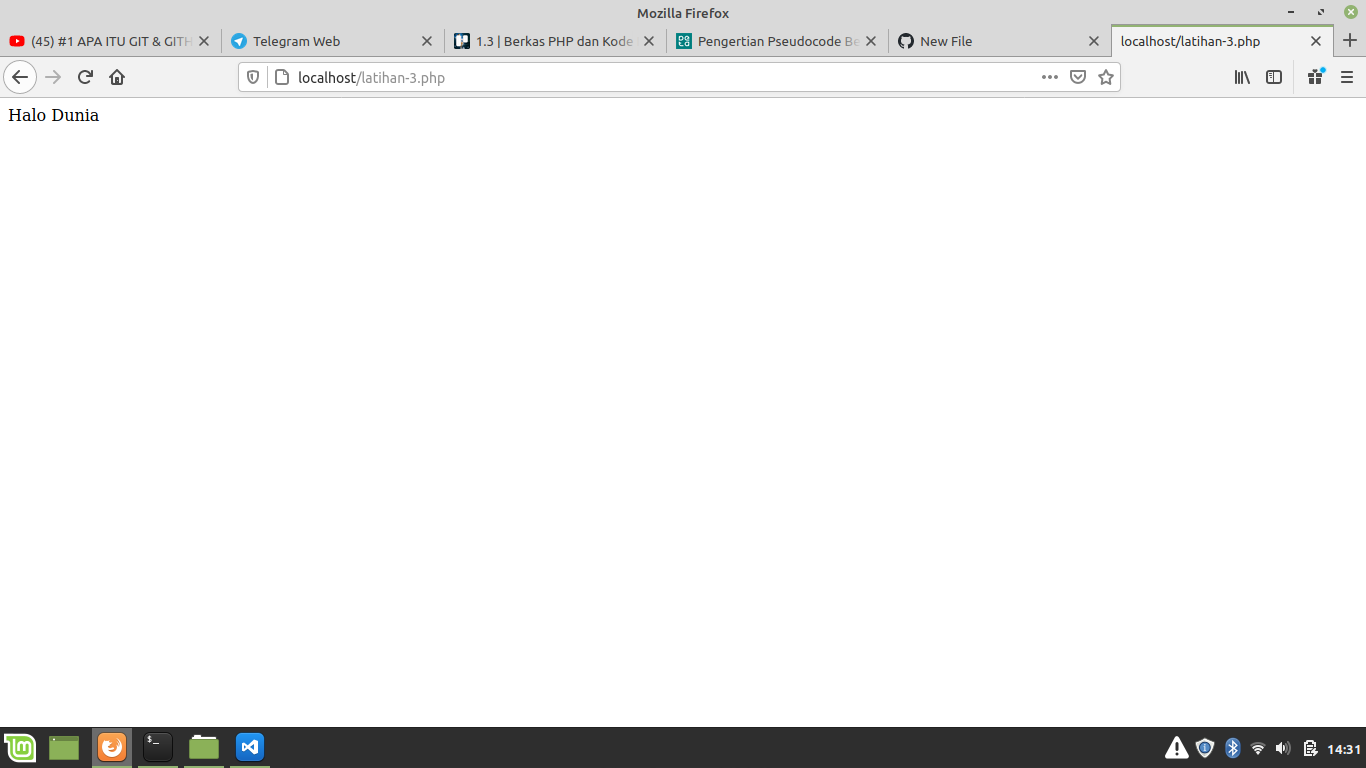 Mozilla Firefox
(45) #1 APA ITU GIT & GITH
Telegram Web
1.3 | Berkas PHP dan Kode
Pengertian Pseudocode Be
New File
localhost/latihan-3.php
localhost/latihan-3.php
Halo Dunia
14:31